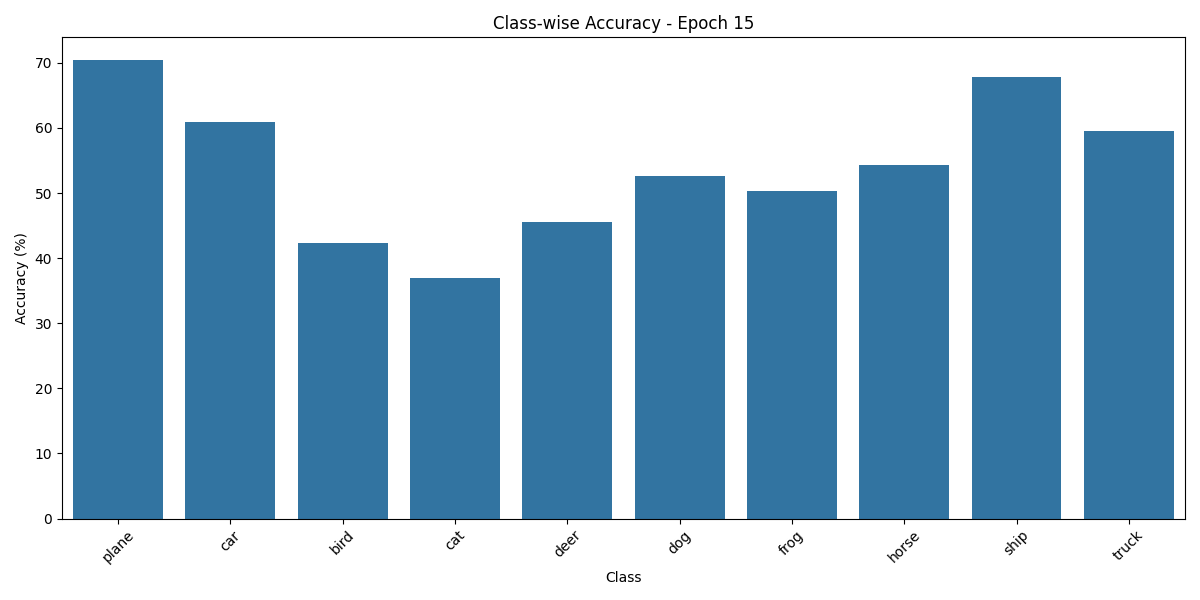 Class-wise Accuracy - Epoch 15
Accuracy (%)
70
60
50
40
30
20
10
0
plane
car
bird
cat
deer
dog
frog
horse
ship
truck
Class